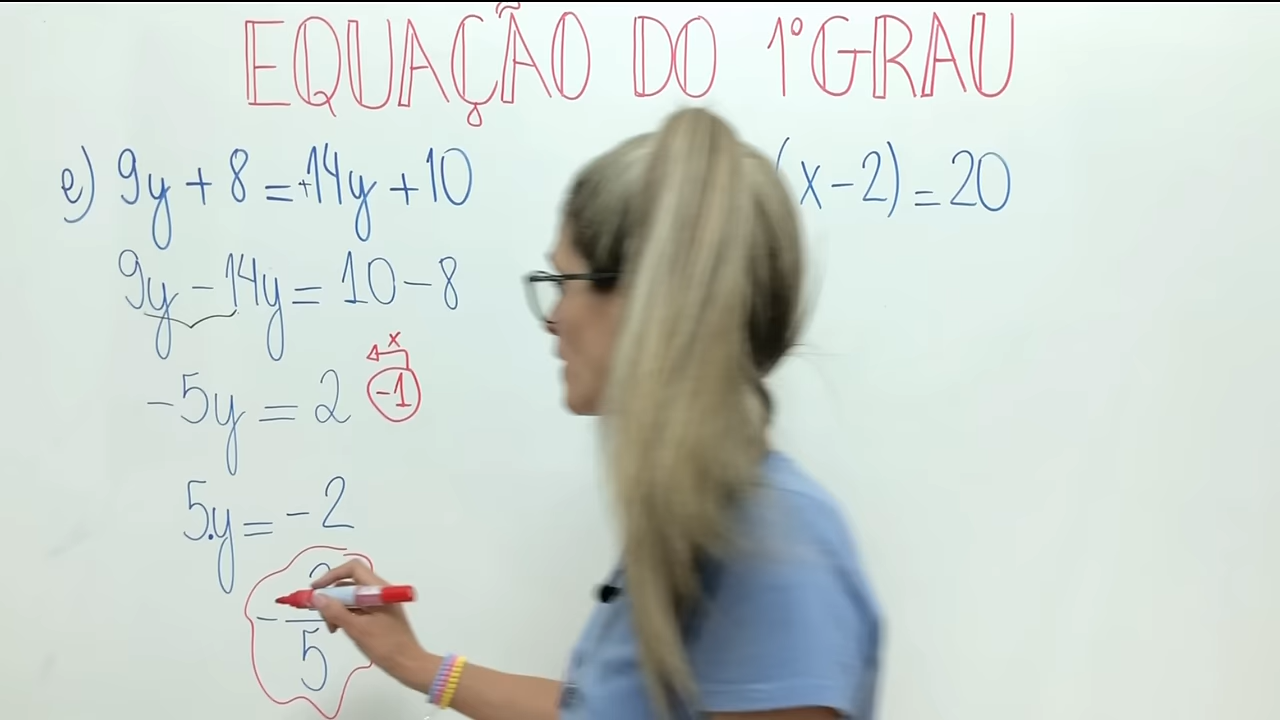 EQUAÇÃO DO 1º GRAU
e) 9y + 8 = +14y + 10
9y - 14y = 10 - 8
-5y = 2
x
-1
5.y = -2
-
5
(x - 2) = 20